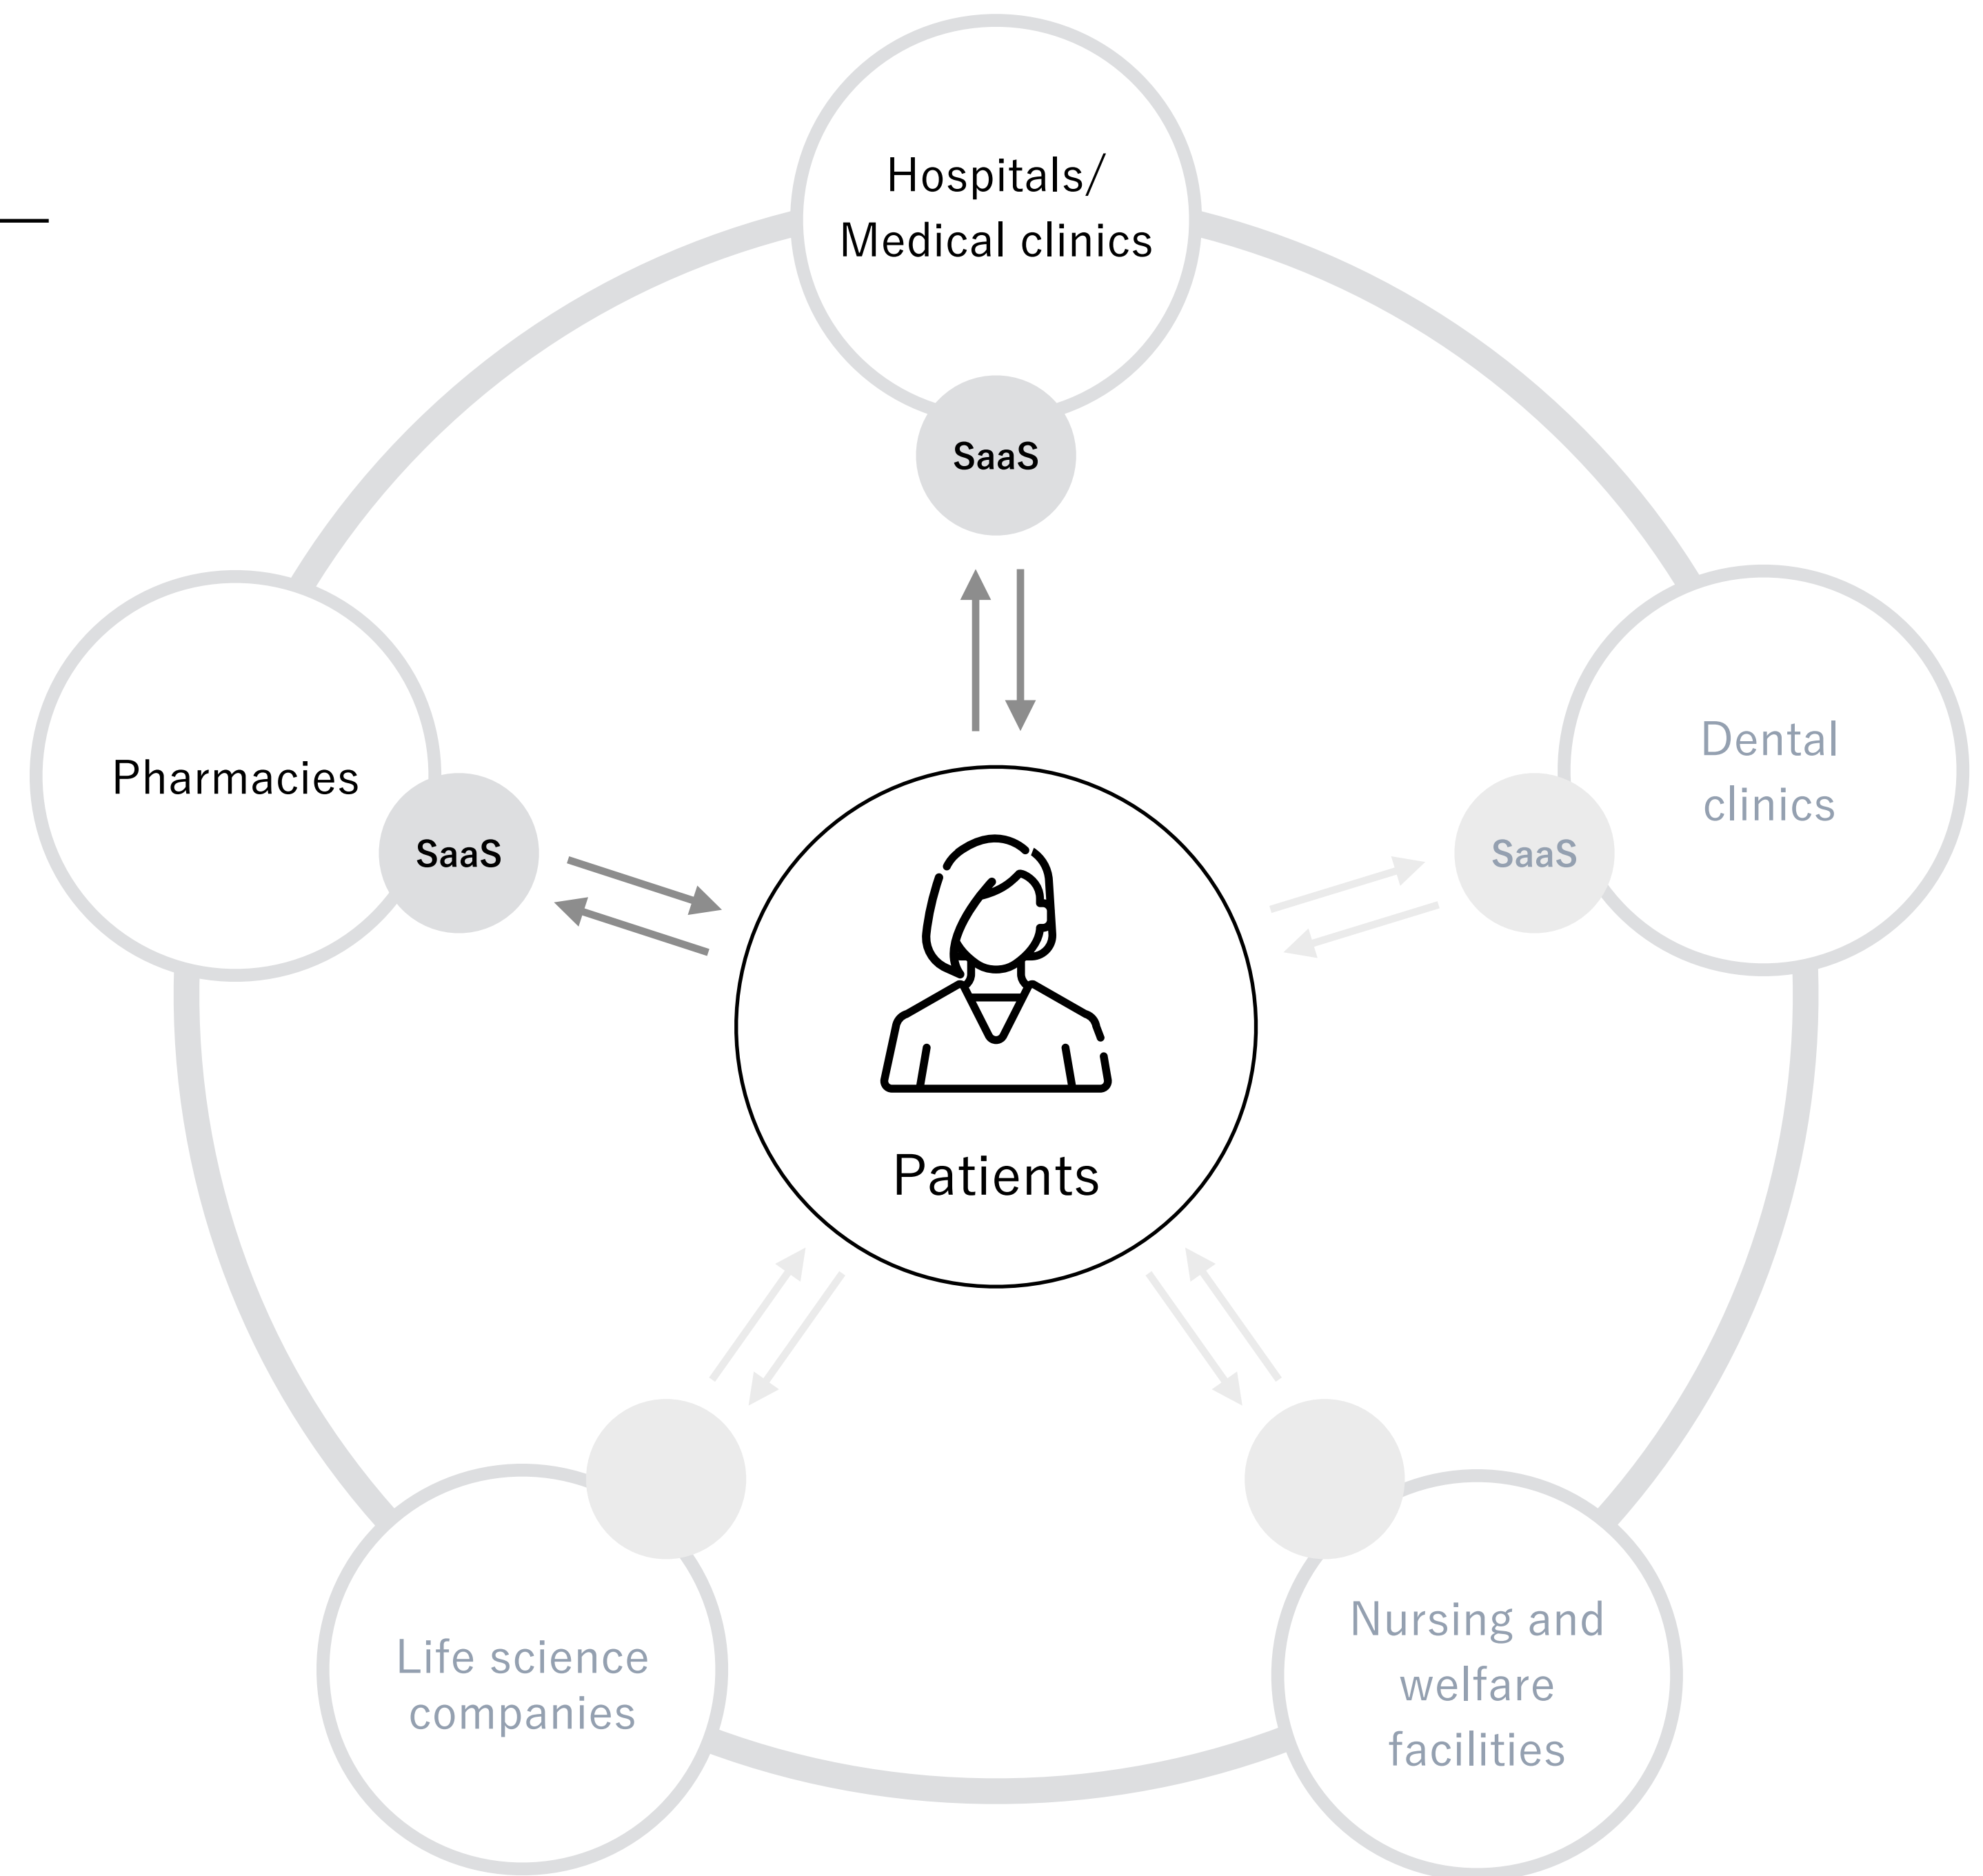 Hospitals/
Medical clinics
SaaS
Pharmacies
SaaS
Dental
clinics
SaaS
Patients
Life science
companies
Nursing and
welfare
facilities